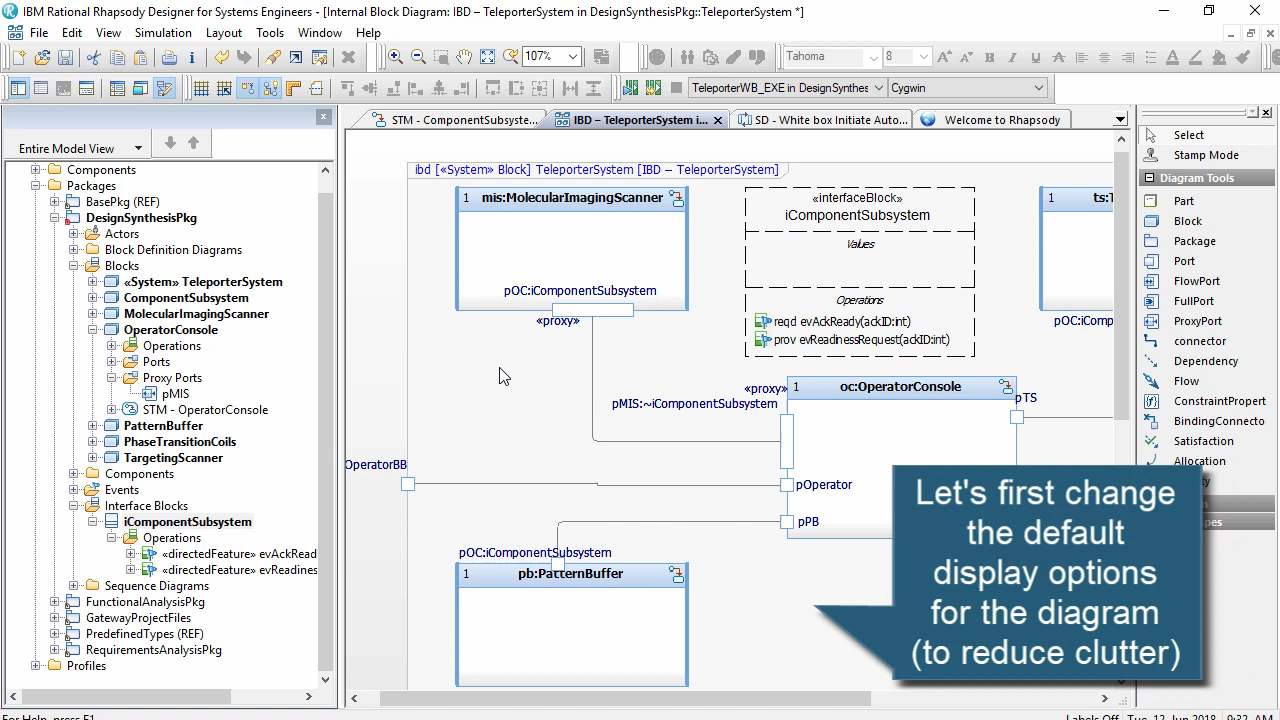 IBM Rational Rhapsody Designer for Systems Engineers - [Internal Block Diagram: IBD – TeleporterSystem in DesignSynthesisPkg::TeleporterSystem *]
File Edit View Simulation Layout Tools Window Help
107% Tahoma 8
TeleporterWB_EXE in DesignSynthes Cygwin
STM - ComponentSubsyste... IBD – TeleporterSystem i... SD - White box Initiate Auto... Welcome to Rhapsody
Entire Model View
Components
Packages
BasePkg (REF)
DesignSynthesisPkg
Actors
Block Definition Diagrams
Blocks
«System» TeleporterSystem
ComponentSubsystem
MolecularImagingScanner
OperatorConsole
Operations
Ports
Proxy Ports
pMIS
STM - OperatorConsole
PatternBuffer
PhaseTransitionCoils
TargetingScanner
Components
Events
Interface Blocks
iComponentSubsystem
Operations
«directedFeature» evAckRead
«directedFeature» evReadines
Sequence Diagrams
FunctionalAnalysisPkg
GatewayProjectFiles
PredefinedTypes (REF)
RequirementsAnalysisPkg
Profiles
ibd [«System» Block] TeleporterSystem [IBD – TeleporterSystem]
1 mis:MolecularImagingScanner
pOC:iComponentSubsystem
«proxy»
«interfaceBlock»
iComponentSubsystem
Values
Operations
reqd evAckReady(ackID:int)
prov evReadinessRequest(ackID:int)
1 ts:T
pOC:iComp
«proxy»
1 oc:OperatorConsole
pMIS:~iComponentSubsystem
pTS
OperatorBB
pOperator
pPB
pOC:iComponentSubsystem
1 pb:PatternBuffer
Let's first change
the default
display options
for the diagram
(to reduce clutter)
Select
Stamp Mode
Diagram Tools
Part
Block
Package
Port
FlowPort
FullPort
ProxyPort
connector
Dependency
Flow
ConstraintPropert
BindingConnecto
Satisfaction
Allocation
For Help, press F1 Labels Off Tue, 12, Jun 2018 9:32 AM